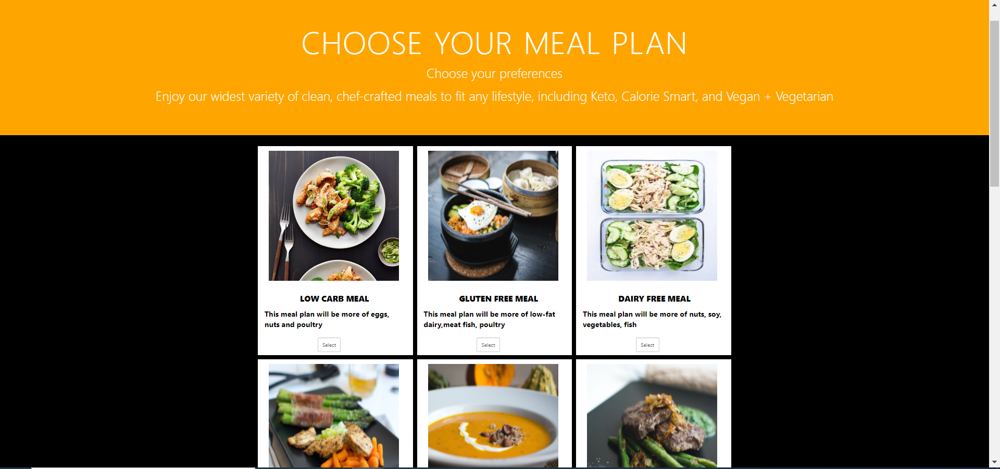 CHOOSE YOUR MEAL PLAN
Choose your preferences
Enjoy our widest variety of clean, chef-crafted meals to fit any lifestyle, including Keto, Calorie Smart, and Vegan + Vegetarian
LOW CARB MEAL
This meal plan will be more of eggs,
nuts and poultry
Select
GLUTEN FREE MEAL
This meal plan will be more of low-fat
dairy,meat fish, poultry
Select
DAIRY FREE MEAL
This meal plan will be more of nuts, soy,
vegetables, fish
Select